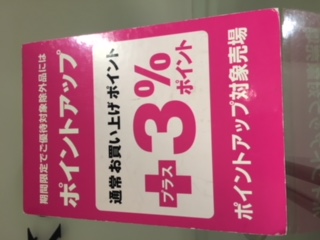 期間限定でご優待対象除外品には
ポイントアップ
通常お買い上げポイント
プラス
+3%
ポイント
ポイントアップ対象売場